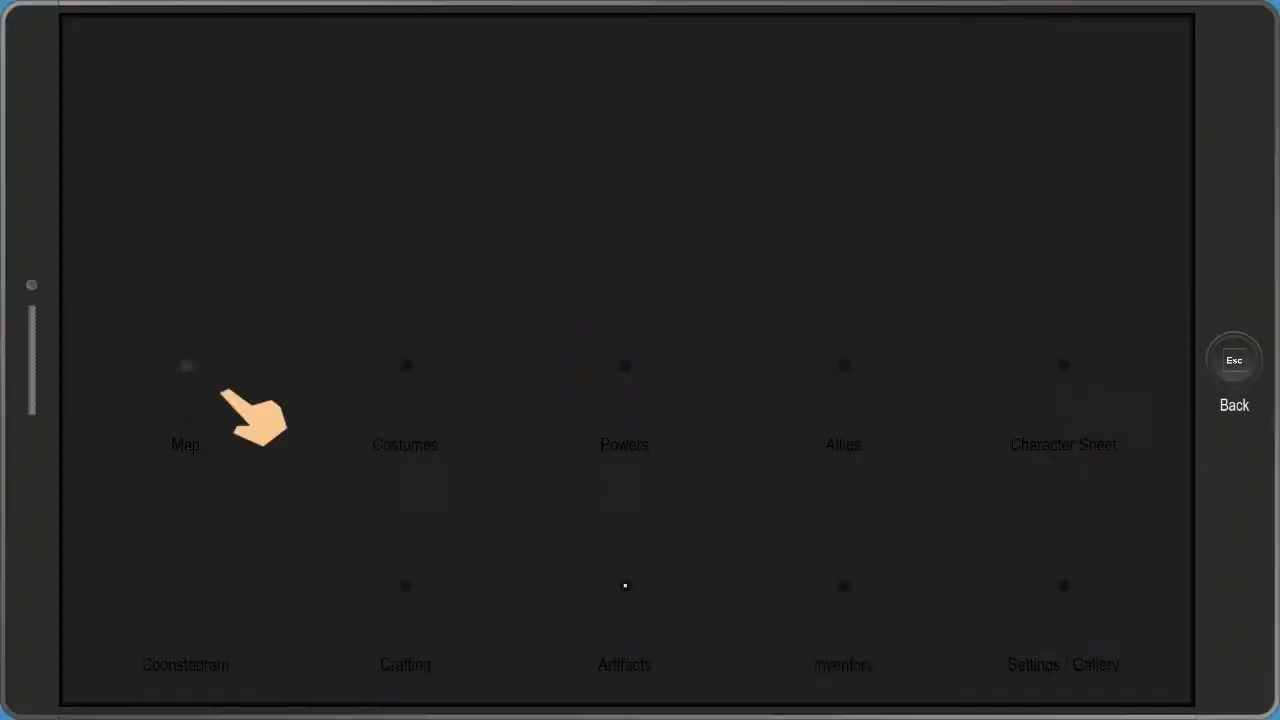 Esc
Back
Map
Costumes
Powers
Allies
Character Sheet
Coonstagram
Crafting
Artifacts
Inventory
Settings / Gallery